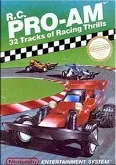 R.C.
PRO-AM
32 Tracks of Racing Thrills
Nintendo
ENTERTAINMENT SYSTEM